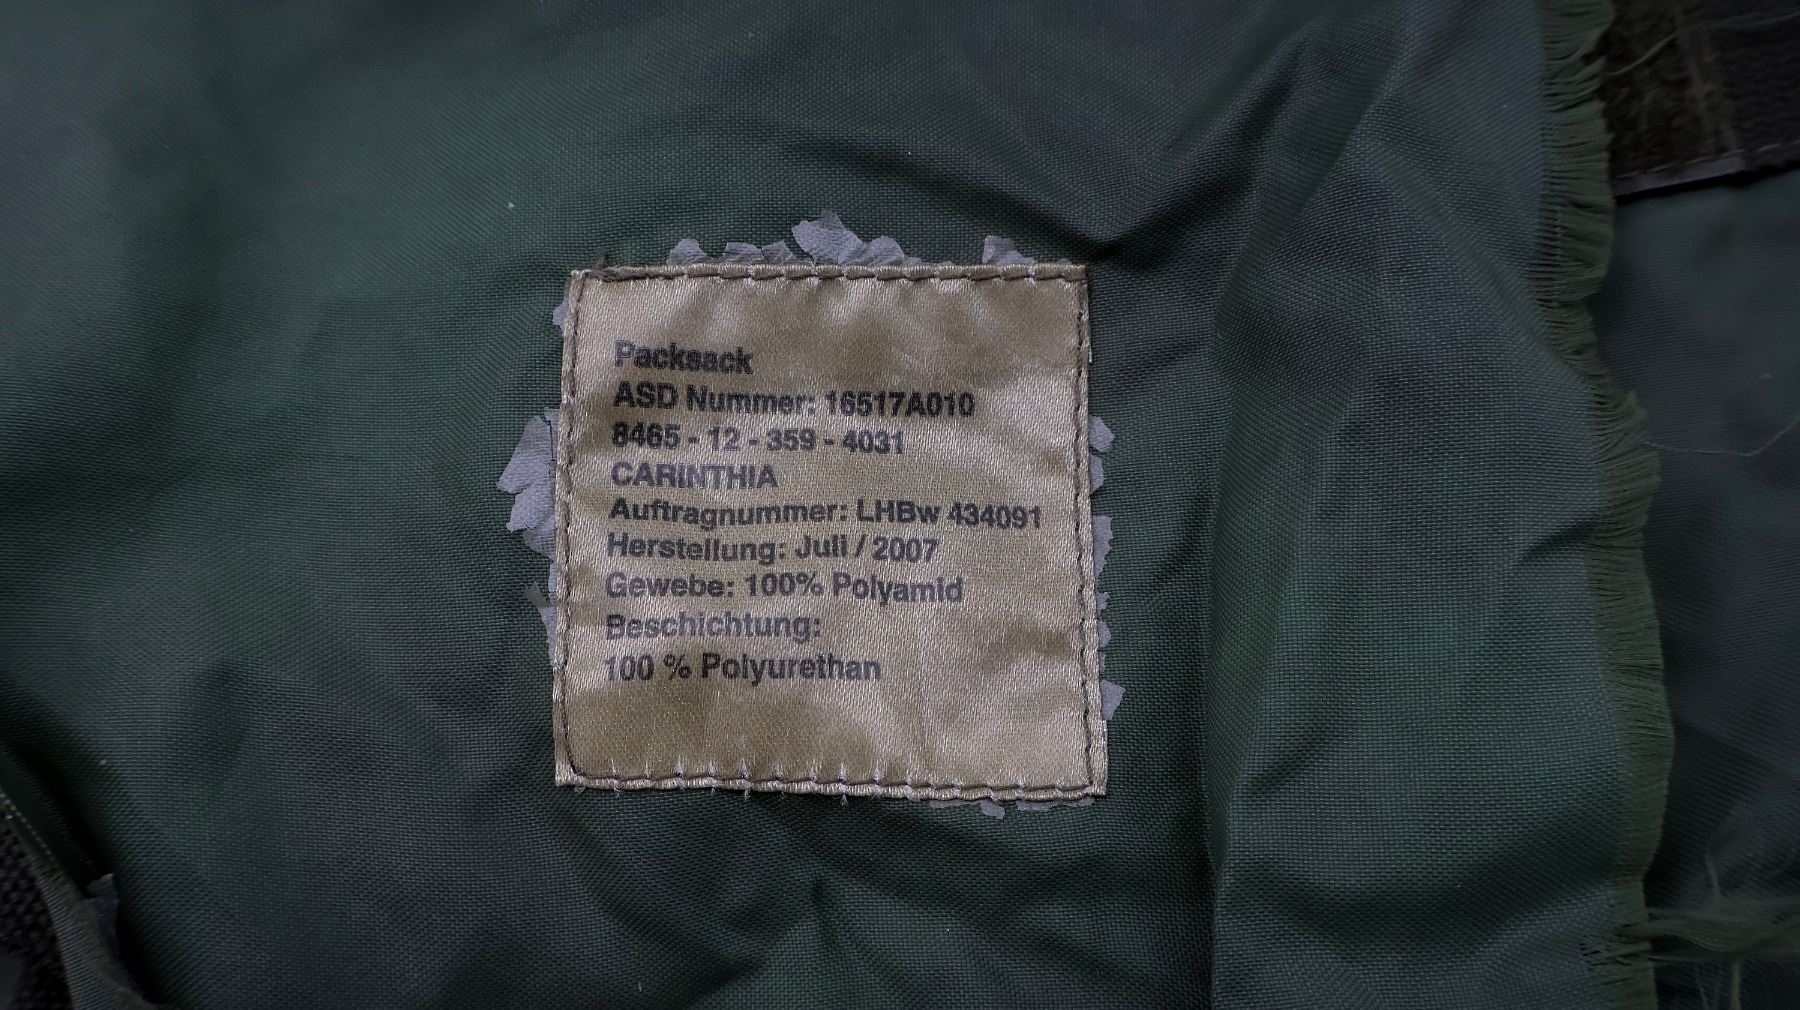 Packsack
ASD Nummer: 16517A010
8465 - 12 - 359 - 4031
CARINTHIA
Auftragnummer: LHBw 434091
Herstellung: Juli / 2007
Gewebe: 100% Polyamid
Beschichtung:
100 % Polyurethan